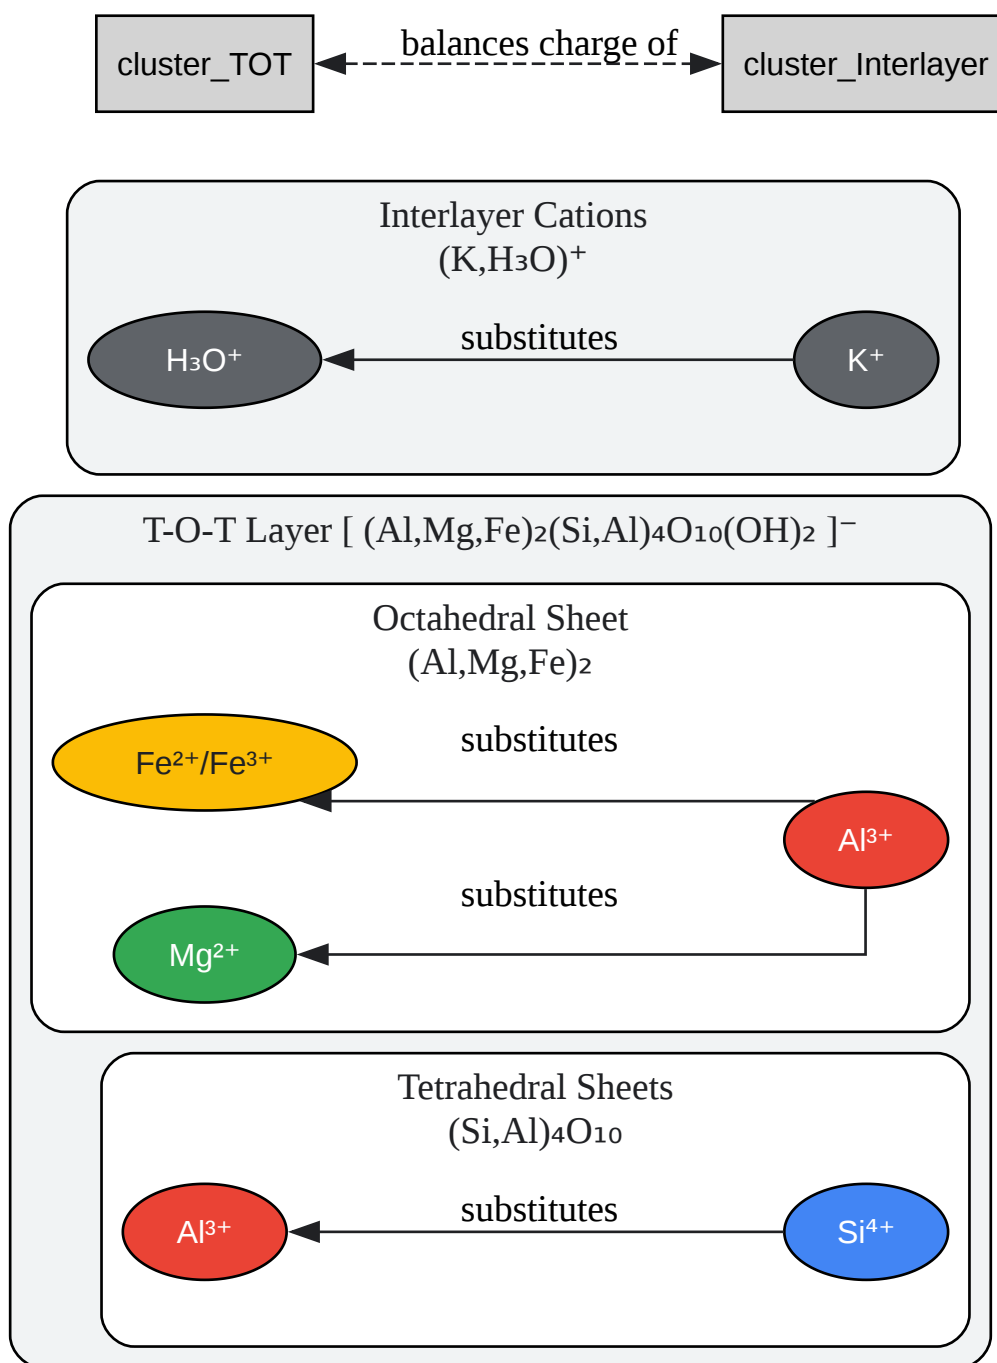 cluster_TOT
balances charge of
cluster_Interlayer
Interlayer Cations
(K,H₃O)⁺
H₃O⁺
substitutes
K⁺
T-O-T Layer [ (Al,Mg,Fe)₂(Si,Al)₄O₁₀(OH)₂ ]⁻
Octahedral Sheet
(Al,Mg,Fe)₂
substitutes
Fe²⁺/Fe³⁺
Al³⁺
substitutes
Mg²⁺
Tetrahedral Sheets
(Si,Al)₄O₁₀
substitutes
Al³⁺
Si⁴⁺